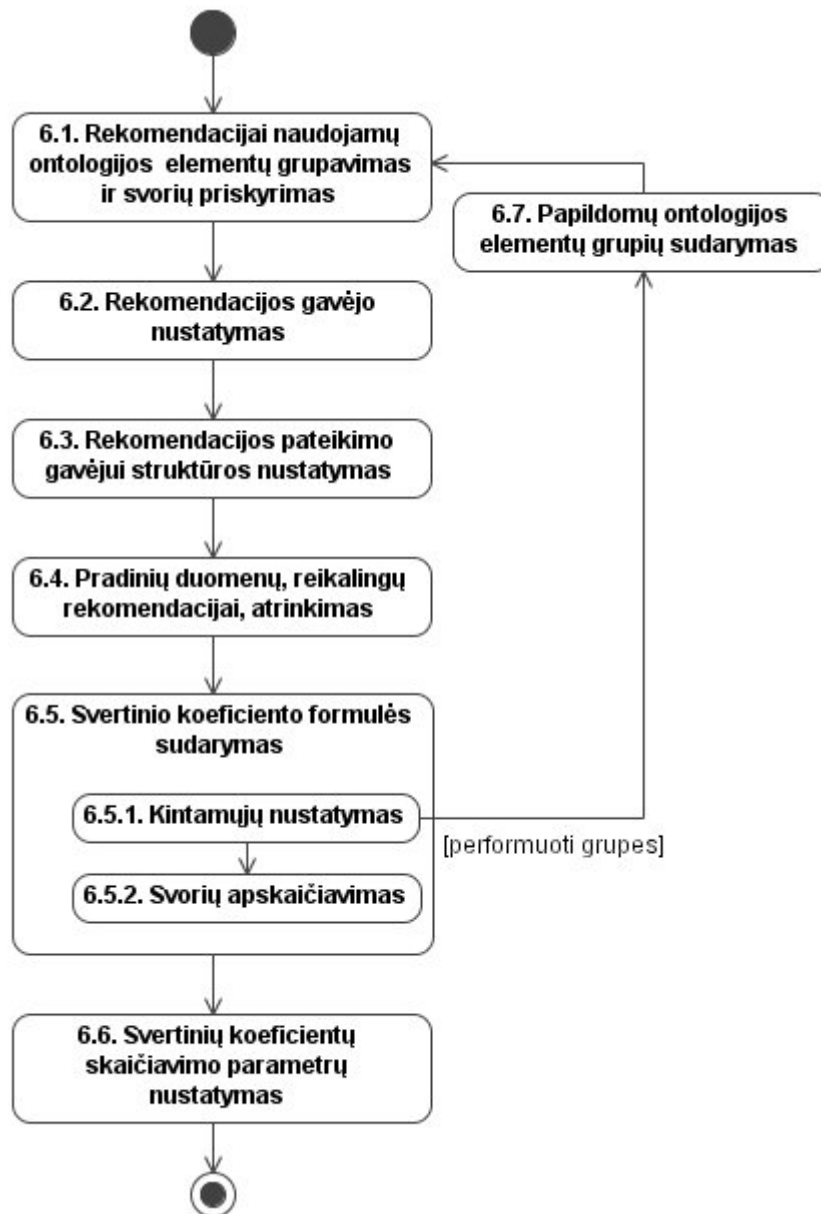 6.1. Rekomendacijai naudojamų
ontologijos elementų grupavimas
ir svorių priskyrimas
6.7. Papildomų ontologijos
elementų grupių sudarymas
6.2. Rekomendacijos gavėjo
nustatymas
6.3. Rekomendacijos pateikimo
gavėjui struktūros nustatymas
6.4. Pradinių duomenų, reikalingų
rekomendacijai, atrinkimas
6.5. Svertinio koeficiento formulės
sudarymas
6.5.1. Kintamųjų nustatymas
[performuoti grupes]
6.5.2. Svorių apskaičiavimas
6.6. Svertinių koeficientų
skaičiavimo parametrų
nustatymas